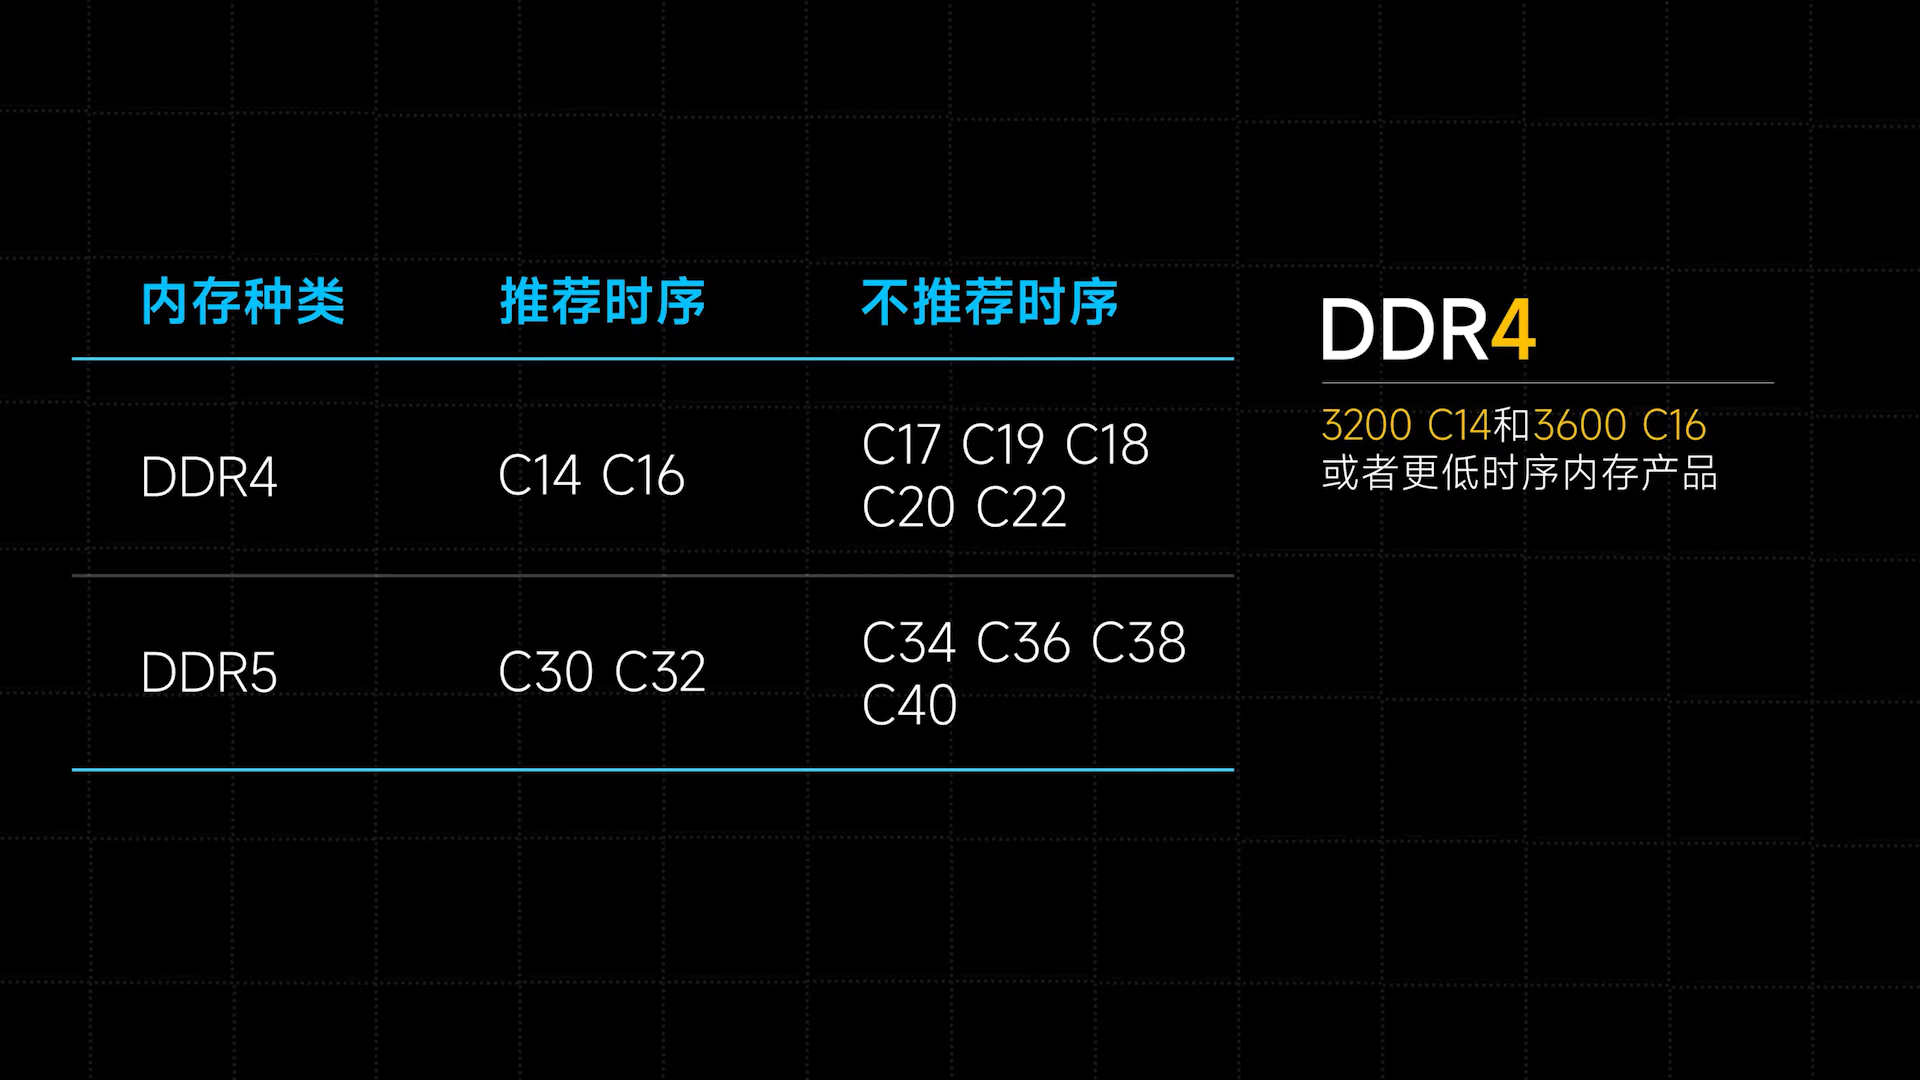 内存种类 推荐时序 不推荐时序
DDR4 C14 C16 C17 C19 C18
C20 C22
DDR5 C30 C32 C34 C36 C38
C40
DDR4
3200 C14和3600 C16
或者更低时序内存产品